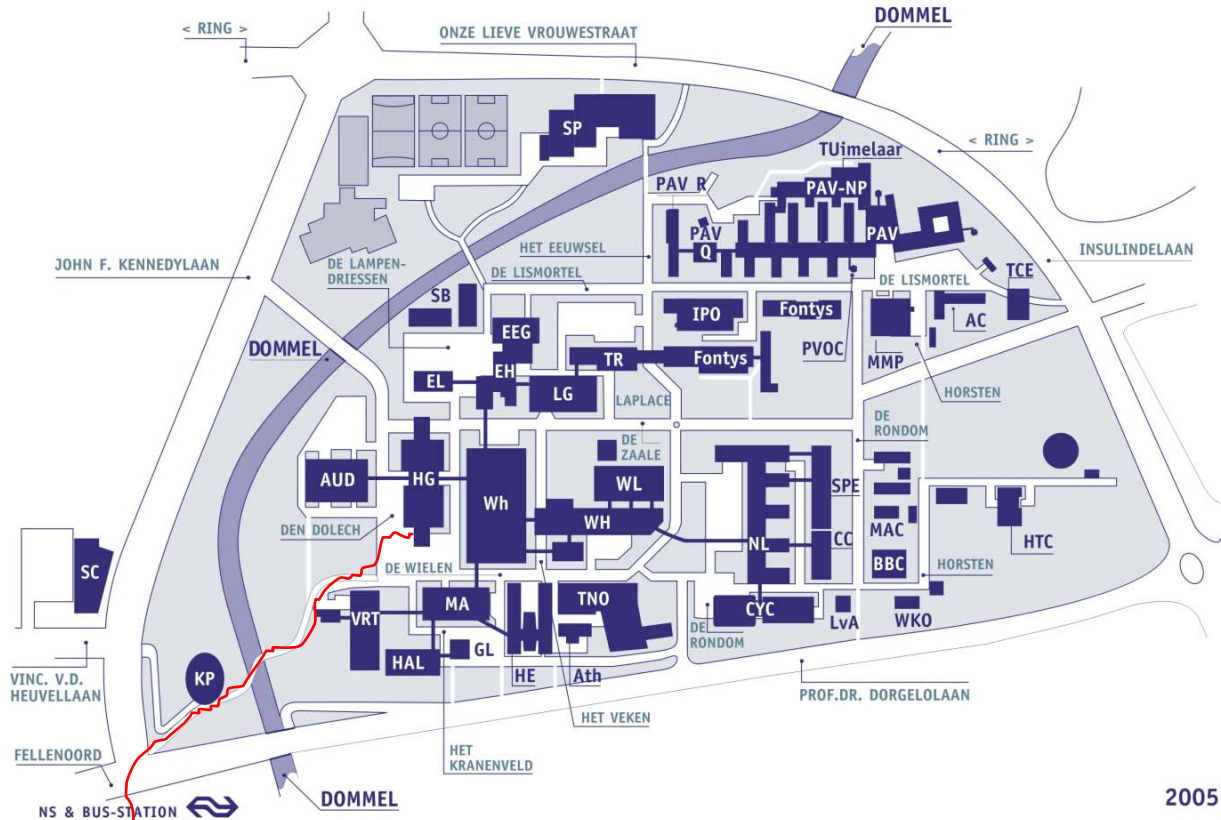 DOMMEL
< RING >
ONZE LIEVE VROUWESTRAAT
SP
TUimelaar
< RING >
PAV R
PAV-NP
PAV
Q
PAV
HET EEUWSEL
INSULINDELAAN
JOHN F. KENNEDYLAAN
DE LAMPEN-
DRIESSEN
DE LISMORTEL
DE LISMORTEL
TCE
SB
IPO
Fontys
AC
EEG
DOMMEL
PVOC
MMP
TR
Fontys
EL
EH
LG
HORSTEN
LAPLACE
DE
RONDOM
DE
ZAALE
AUD
HG
Wh
WL
SPE
DEN DOLECH
WH
MAC
NL
CC
HTC
SC
DE WIELEN
BBC
HORSTEN
MA
TNO
VRT
CYC
LvA
WKO
DE
RONDOM
GL
HAL
HE
Ath
KP
VINC. V.D.
HEUVELLAAN
PROF.DR. DORGELOLAAN
HET VEKEN
FELLENOORD
HET
KRANENVELD
DOMMEL
NS & BUS-STATION
2005